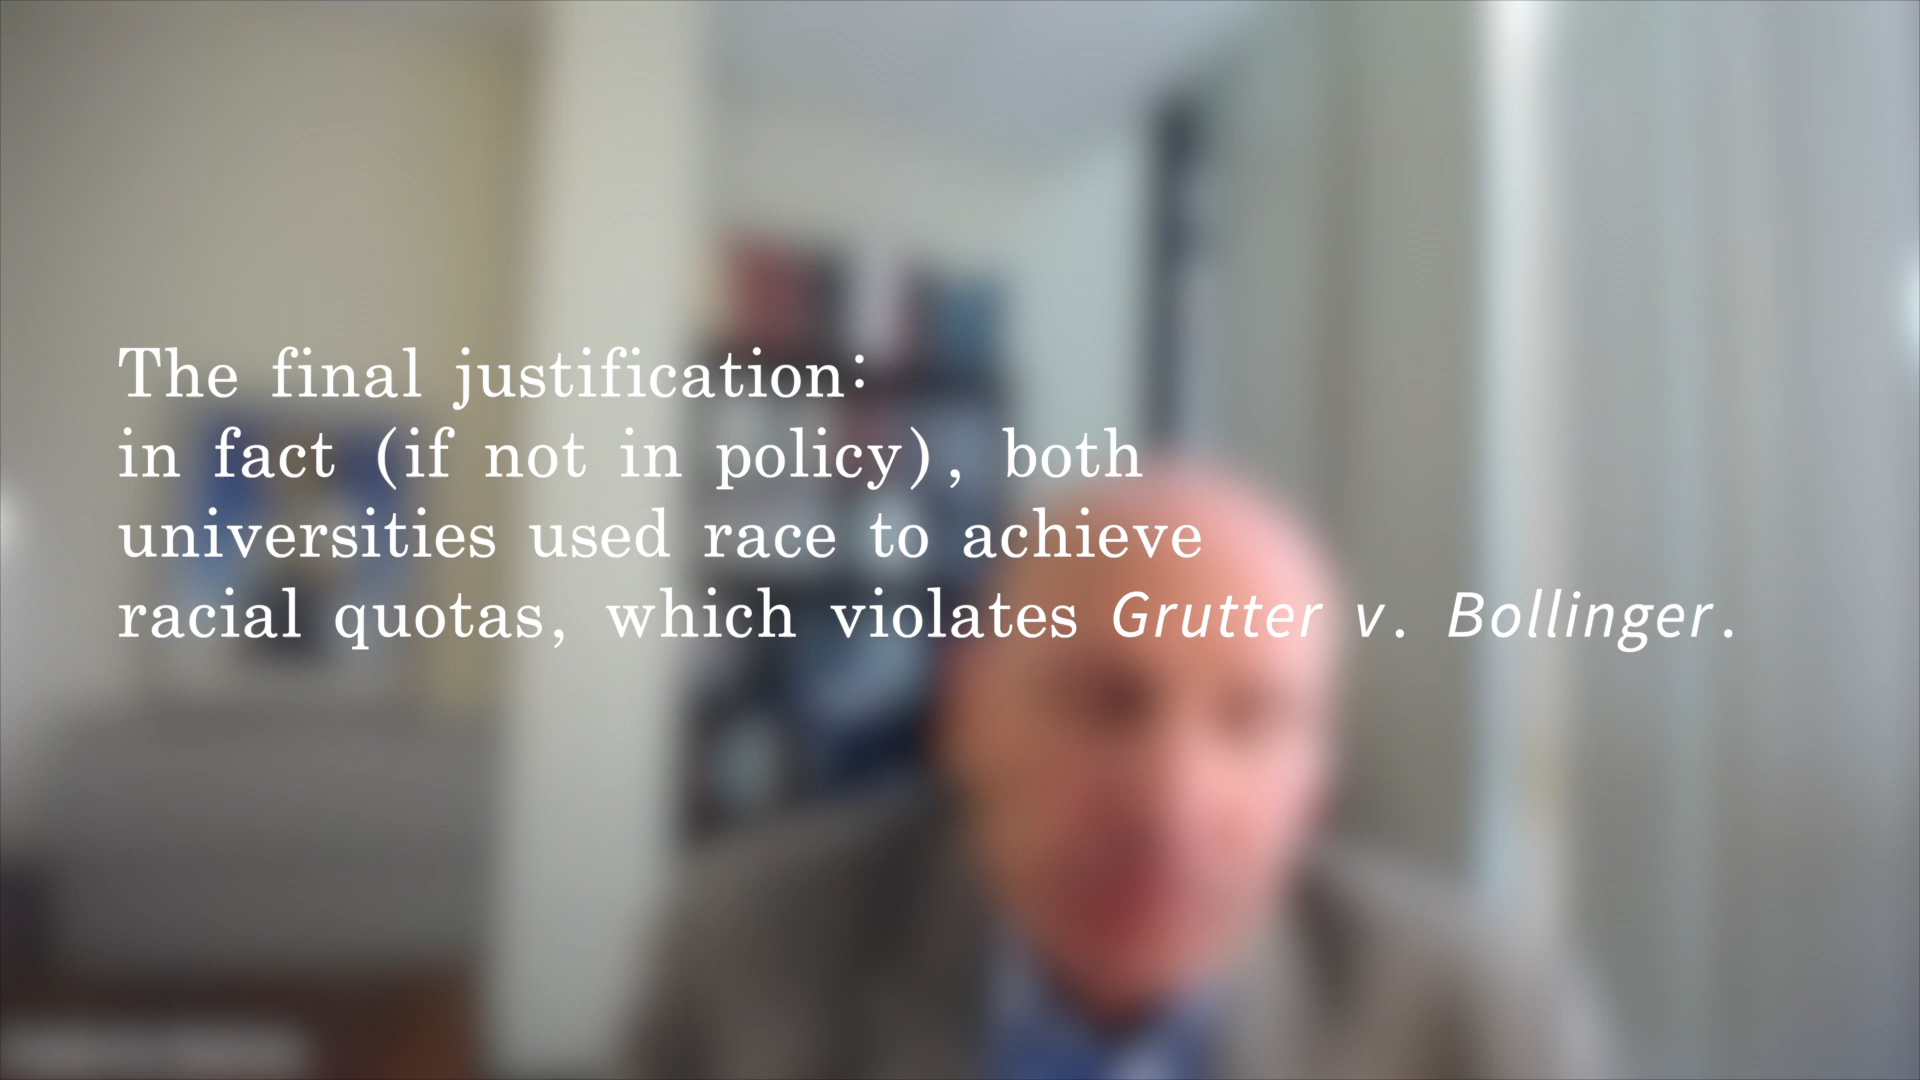 The final justification:
in fact (if not in policy), both
universities used race to achieve
racial quotas, which violates Grutter v. Bollinger.